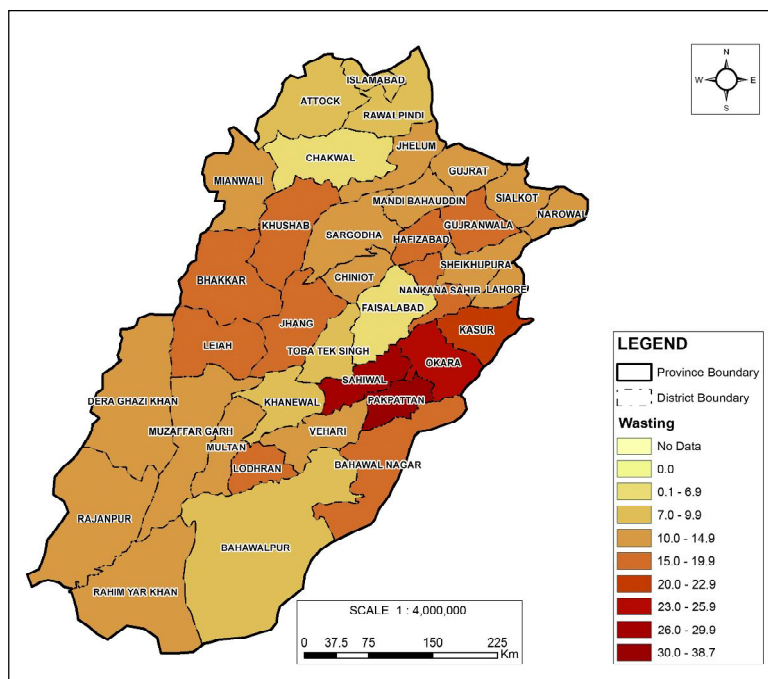 N
W E
S
ISLAMABAD
ATTOCK
RAWALPINDI
CHAKWAL
JHELUM
MIANWALI
GUJRAT
MANDI BAHAUDDIN
SIALKOT
NAROWAL
KHUSHAB
SARGODHA
HAFIZABAD
GUJRANWALA
BHAKKAR
CHINIOT
SHEIKHUPURA
NANKANA SAHIB
LAHORE
FAISALABAD
JHANG
KASUR
LEIAH
TOBA TEK SINGH
OKARA
SAHIWAL
DERA GHAZI KHAN
KHANEWAL
PAKPATTAN
MUZAFFAR GARH
VEHARI
MULTAN
LODHRAN
BAHAWAL NAGAR
RAJANPUR
BAHAWALPUR
RAHIM YAR KHAN
SCALE 1 : 4,000,000
0 37.5 75 150 225
Km
LEGEND
Province Boundary
District Boundary
Wasting
No Data
0.0
0.1 - 6.9
7.0 - 9.9
10.0 - 14.9
15.0 - 19.9
20.0 - 22.9
23.0 - 25.9
26.0 - 29.9
30.0 - 38.7